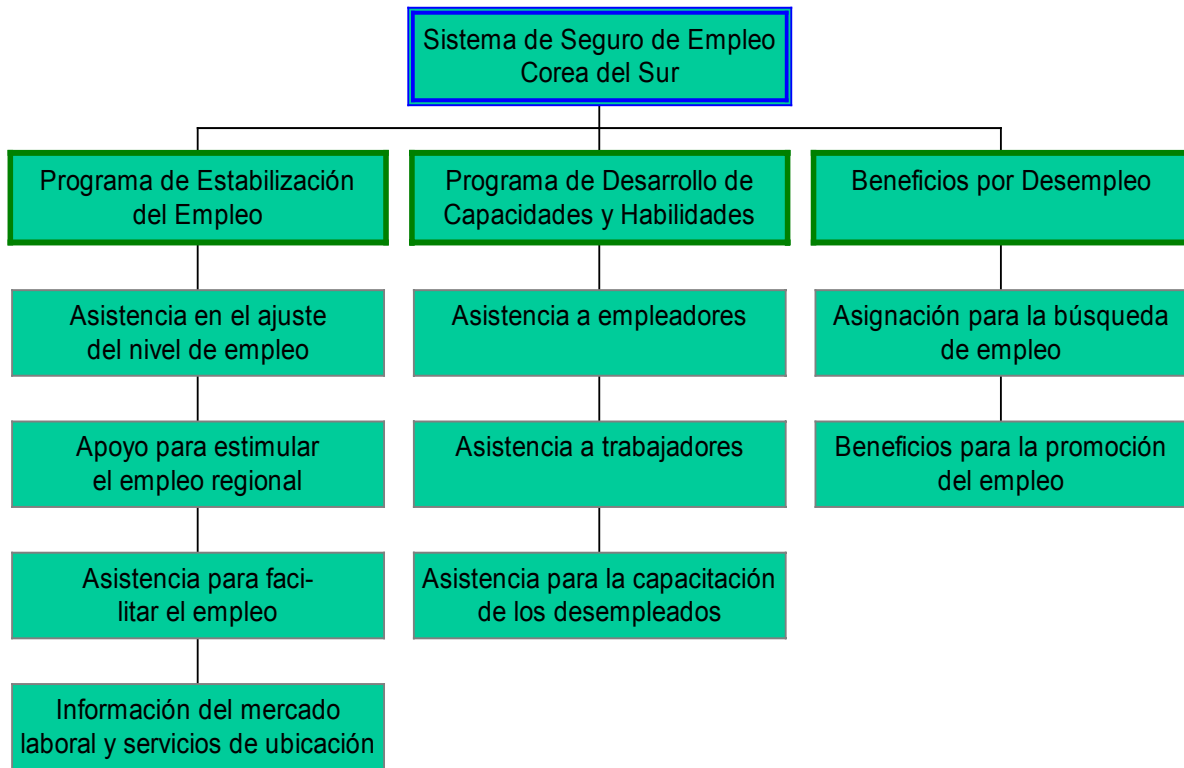 Sistema de Seguro de Empleo
Corea del Sur
Programa de Estabilización
del Empleo
Asistencia en el ajuste
del nivel de empleo
Apoyo para estimular
el empleo regional
Asistencia para faci-
litar el empleo
Información del mercado
laboral y servicios de ubicación
Programa de Desarrollo de
Capacidades y Habilidades
Asistencia a empleadores
Asistencia a trabajadores
Asistencia para la capacitación
de los desempleados
Beneficios por Desempleo
Asignación para la búsqueda
de empleo
Beneficios para la promoción
del empleo